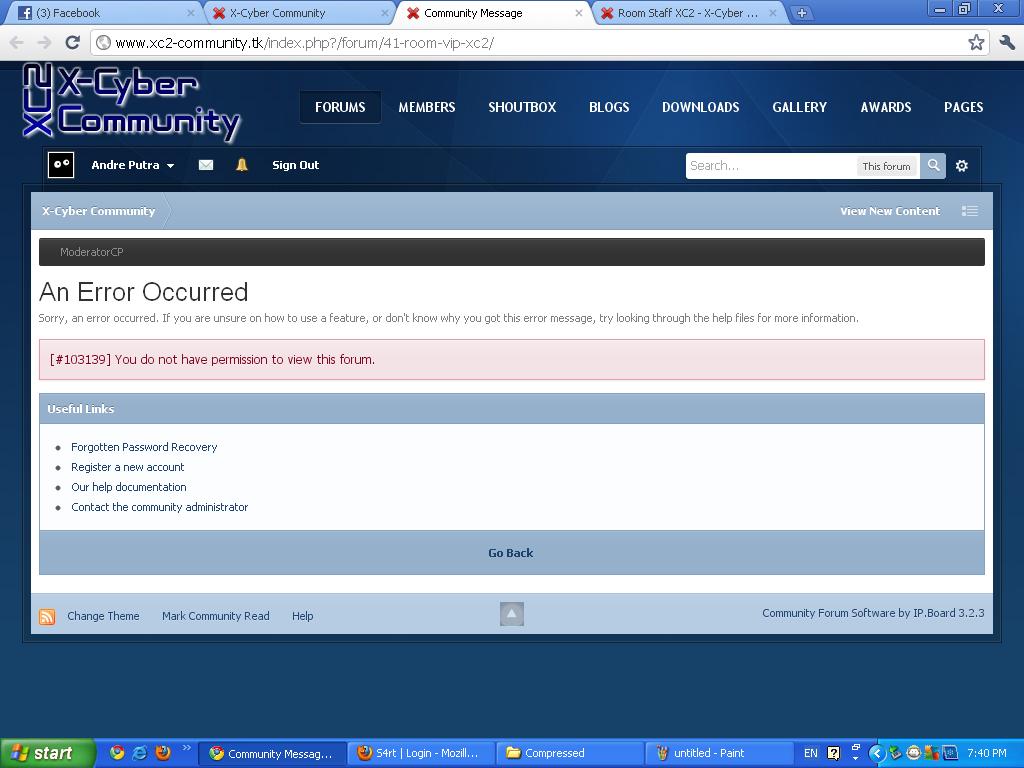 (3) Facebook
X-Cyber Community
Community Message
Room Staff XC2 - X-Cyber ...
www.xc2-community.tk/index.php?/forum/41-room-vip-xc2/
X-Cyber
Community
FORUMS
MEMBERS
SHOUTBOX
BLOGS
DOWNLOADS
GALLERY
AWARDS
PAGES
Andre Putra
Sign Out
Search...
This forum
X-Cyber Community
View New Content
ModeratorCP
An Error Occurred
Sorry, an error occurred. If you are unsure on how to use a feature, or don't know why you got this error message, try looking through the help files for more information.
[#103139] You do not have permission to view this forum.
Useful Links
Forgotten Password Recovery
Register a new account
Our help documentation
Contact the community administrator
Go Back
Change Theme
Mark Community Read
Help
Community Forum Software by IP.Board 3.2.3
start
Community Messag...
S4rt | Login - Mozill...
Compressed
untitled - Paint
EN
7:40 PM